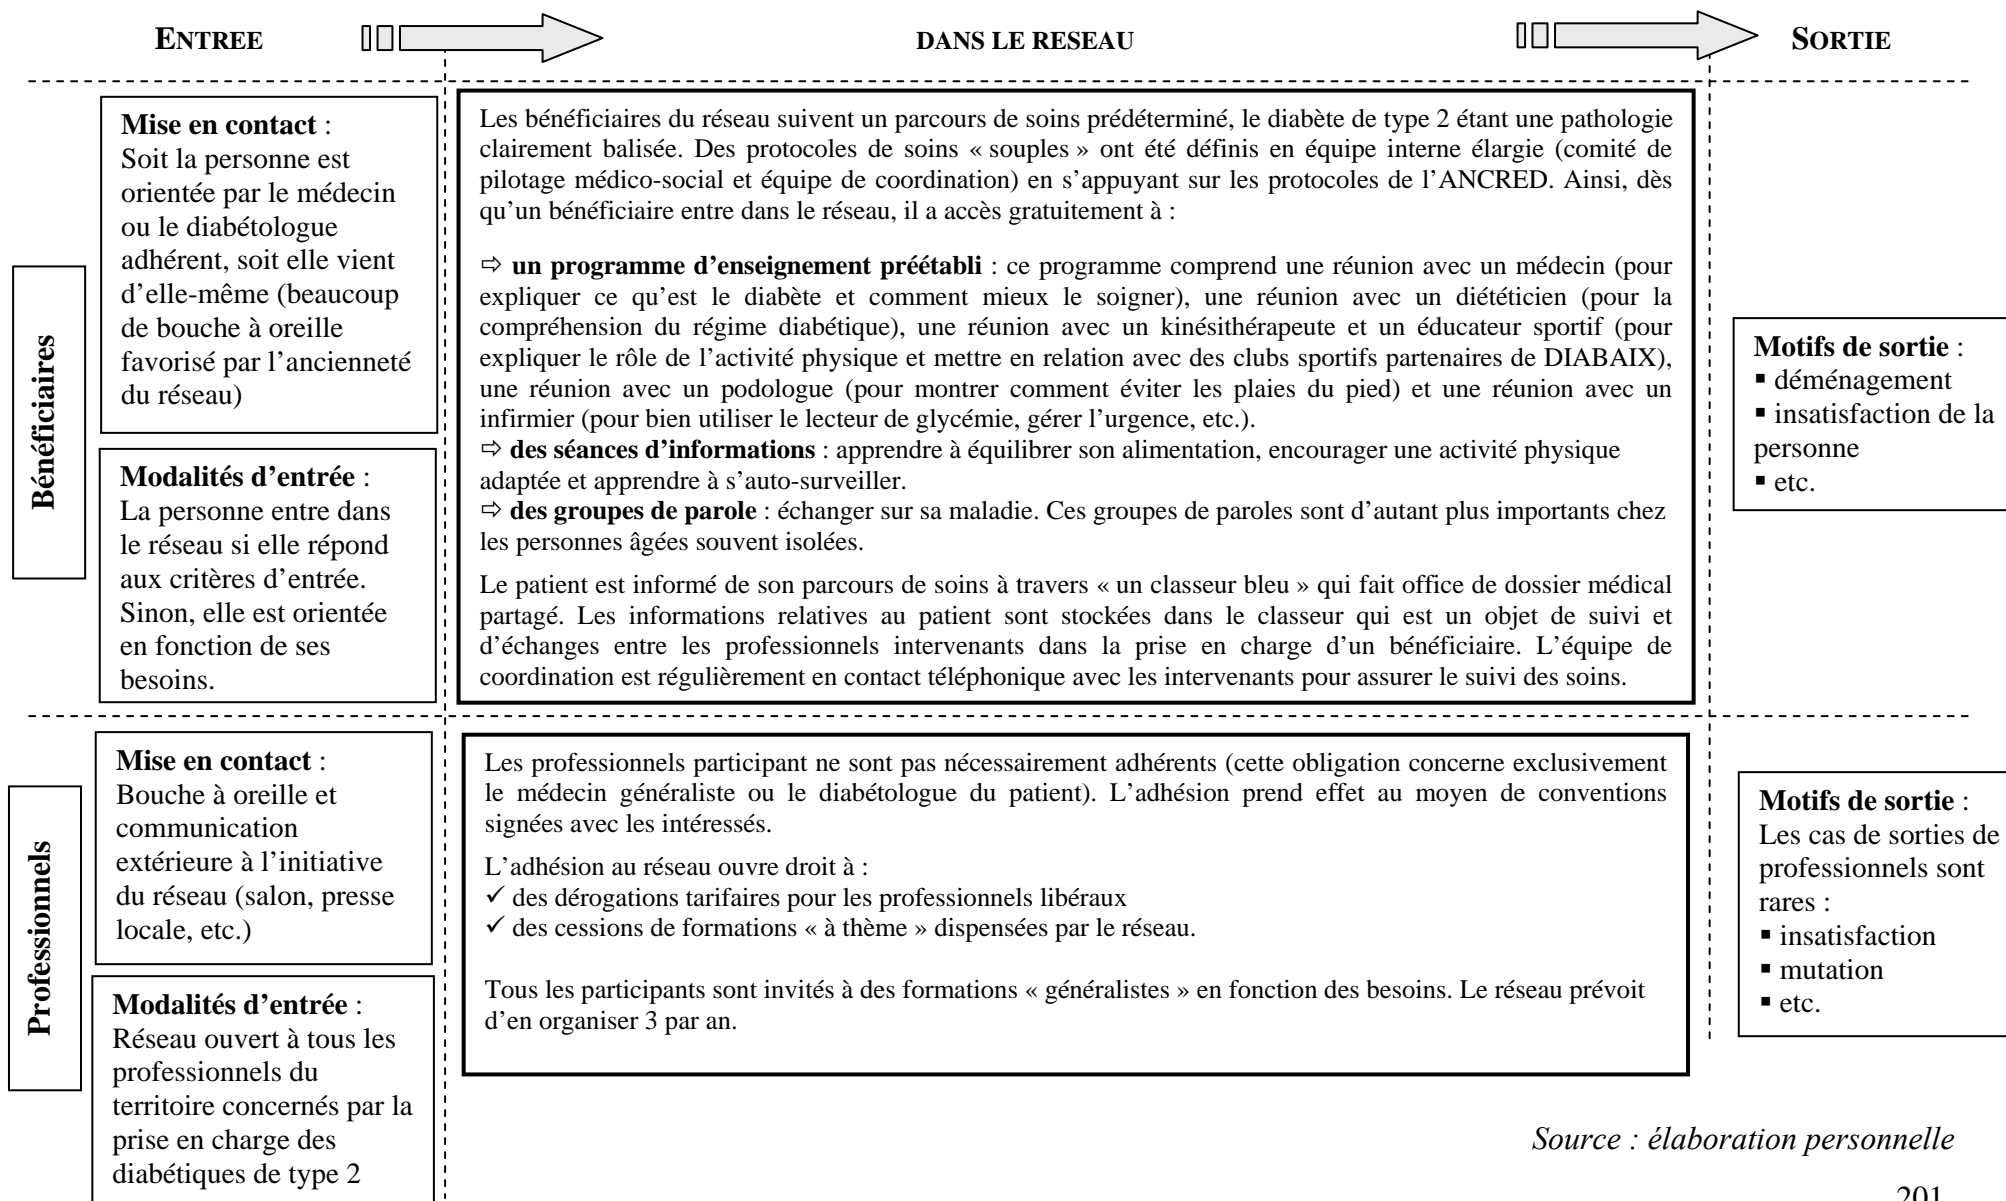 ENTREE
DANS LE RESEAU
SORTIE
Bénéficiaires
Mise en contact :
Soit la personne est
orientée par le médecin
ou le diabétologue
adhérent, soit elle vient
d’elle-même (beaucoup
de bouche à oreille
favorisé par l’ancienneté
du réseau)
Modalités d’entrée :
La personne entre dans
le réseau si elle répond
aux critères d’entrée.
Sinon, elle est orientée
en fonction de ses
besoins.
Les bénéficiaires du réseau suivent un parcours de soins prédéterminé, le diabète de type 2 étant une pathologie
clairement balisée. Des protocoles de soins « souples » ont été définis en équipe interne élargie (comité de
pilotage médico-social et équipe de coordination) en s’appuyant sur les protocoles de l’ANCRED. Ainsi, dès
qu’un bénéficiaire entre dans le réseau, il a accès gratuitement à :
⇨ un programme d’enseignement préétabli : ce programme comprend une réunion avec un médecin (pour
expliquer ce qu’est le diabète et comment mieux le soigner), une réunion avec un diététicien (pour la
compréhension du régime diabétique), une réunion avec un kinésithérapeute et un éducateur sportif (pour
expliquer le rôle de l’activité physique et mettre en relation avec des clubs sportifs partenaires de DIABAIX),
une réunion avec un podologue (pour montrer comment éviter les plaies du pied) et une réunion avec un
infirmier (pour bien utiliser le lecteur de glycémie, gérer l’urgence, etc.).
⇨ des séances d’informations : apprendre à équilibrer son alimentation, encourager une activité physique
adaptée et apprendre à s’auto-surveiller.
⇨ des groupes de parole : échanger sur sa maladie. Ces groupes de paroles sont d’autant plus importants chez
les personnes âgées souvent isolées.
Le patient est informé de son parcours de soins à travers « un classeur bleu » qui fait office de dossier médical
partagé. Les informations relatives au patient sont stockées dans le classeur qui est un objet de suivi et
d’échanges entre les professionnels intervenants dans la prise en charge d’un bénéficiaire. L’équipe de
coordination est régulièrement en contact téléphonique avec les intervenants pour assurer le suivi des soins.
Motifs de sortie :
▪ déménagement
▪ insatisfaction de la
personne
▪ etc.
Professionnels
Mise en contact :
Bouche à oreille et
communication
extérieure à l’initiative
du réseau (salon, presse
locale, etc.)
Modalités d’entrée :
Réseau ouvert à tous les
professionnels du
territoire concernés par la
prise en charge des
diabétiques de type 2
Les professionnels participant ne sont pas nécessairement adhérents (cette obligation concerne exclusivement
le médecin généraliste ou le diabétologue du patient). L’adhésion prend effet au moyen de conventions
signées avec les intéressés.
L’adhésion au réseau ouvre droit à :
✓ des dérogations tarifaires pour les professionnels libéraux
✓ des cessions de formations « à thème » dispensées par le réseau.
Tous les participants sont invités à des formations « généralistes » en fonction des besoins. Le réseau prévoit
d’en organiser 3 par an.
Motifs de sortie :
Les cas de sorties de
professionnels sont
rares :
▪ insatisfaction
▪ mutation
▪ etc.
Source : élaboration personnelle
201